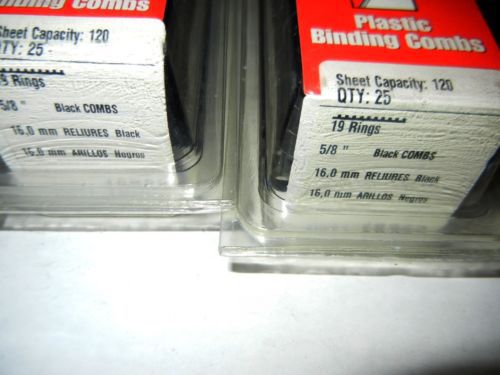 Binding Combs
Sheet Capacity: 120
QTY: 25
19 Rings
5/8" Black COMBS
16,0 mm RELIURES Black
16,0 mm ARILLOS Negros
Plastic
Binding Combs
Sheet Capacity: 120
QTY: 25
19 Rings
5/8" Black COMBS
16,0 mm RELIURES Black
16,0 mm ARILLOS Negros